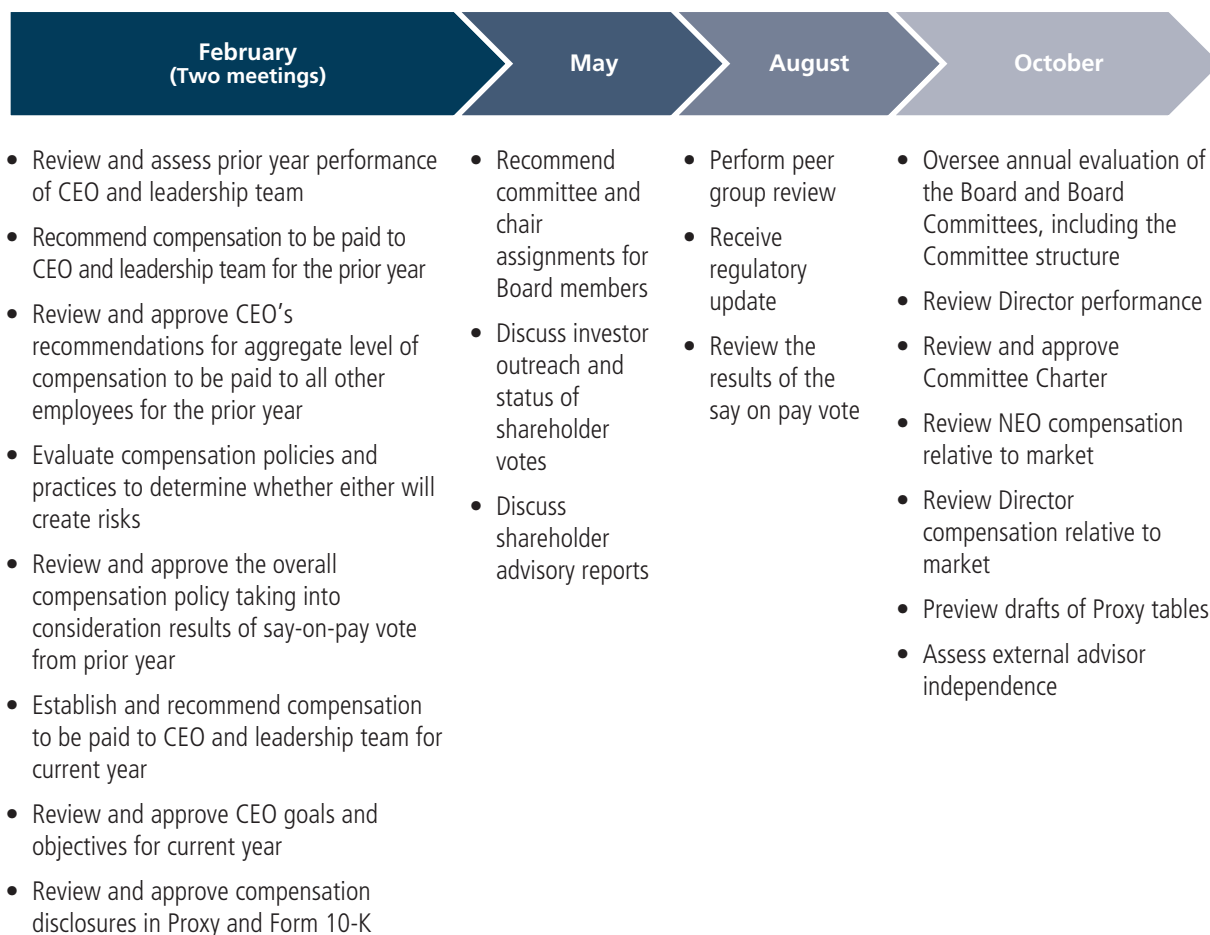 February
(Two meetings)
May
August
October
• Review and assess prior year performance
of CEO and leadership team
• Recommend compensation to be paid to
CEO and leadership team for the prior year
• Review and approve CEO’s
recommendations for aggregate level of
compensation to be paid to all other
employees for the prior year
• Evaluate compensation policies and
practices to determine whether either will
create risks
• Review and approve the overall
compensation policy taking into
consideration results of say-on-pay vote
from prior year
• Establish and recommend compensation
to be paid to CEO and leadership team for
current year
• Review and approve CEO goals and
objectives for current year
• Review and approve compensation
disclosures in Proxy and Form 10-K
• Recommend
committee and
chair
assignments for
Board members
• Discuss investor
outreach and
status of
shareholder
votes
• Discuss
shareholder
advisory reports
• Perform peer
group review
• Receive
regulatory
update
• Review the
results of the
say on pay vote
• Oversee annual evaluation of
the Board and Board
Committees, including the
Committee structure
• Review Director performance
• Review and approve
Committee Charter
• Review NEO compensation
relative to market
• Review Director
compensation relative to
market
• Preview drafts of Proxy tables
• Assess external advisor
independence